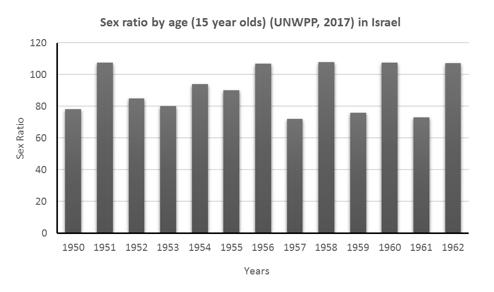 Sex ratio by age (15 year olds) (UNWPP, 2017) in Israel
120
100
80
60
40
20
0
Sex Ratio
1950 1951 1952 1953 1954 1955 1956 1957 1958 1959 1960 1961 1962
Years